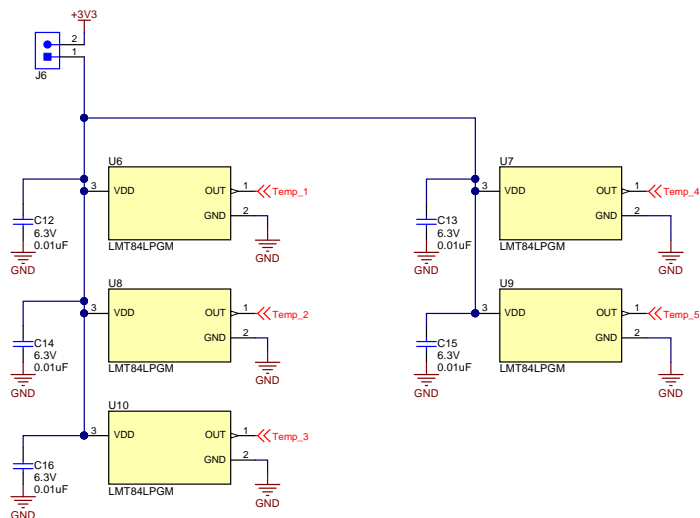 +3V3
2
1
J6
U6
3 VDD OUT 1 Temp_1
GND 2
LMT84LPGM
GND
C12
6.3V
0.01uF
GND
U7
3 VDD OUT 1 Temp_4
GND 2
LMT84LPGM
GND
C13
6.3V
0.01uF
GND
U8
3 VDD OUT 1 Temp_2
GND 2
LMT84LPGM
GND
C14
6.3V
0.01uF
GND
U9
3 VDD OUT 1 Temp_5
GND 2
LMT84LPGM
GND
C15
6.3V
0.01uF
GND
U10
3 VDD OUT 1 Temp_3
GND 2
LMT84LPGM
GND
C16
6.3V
0.01uF
GND